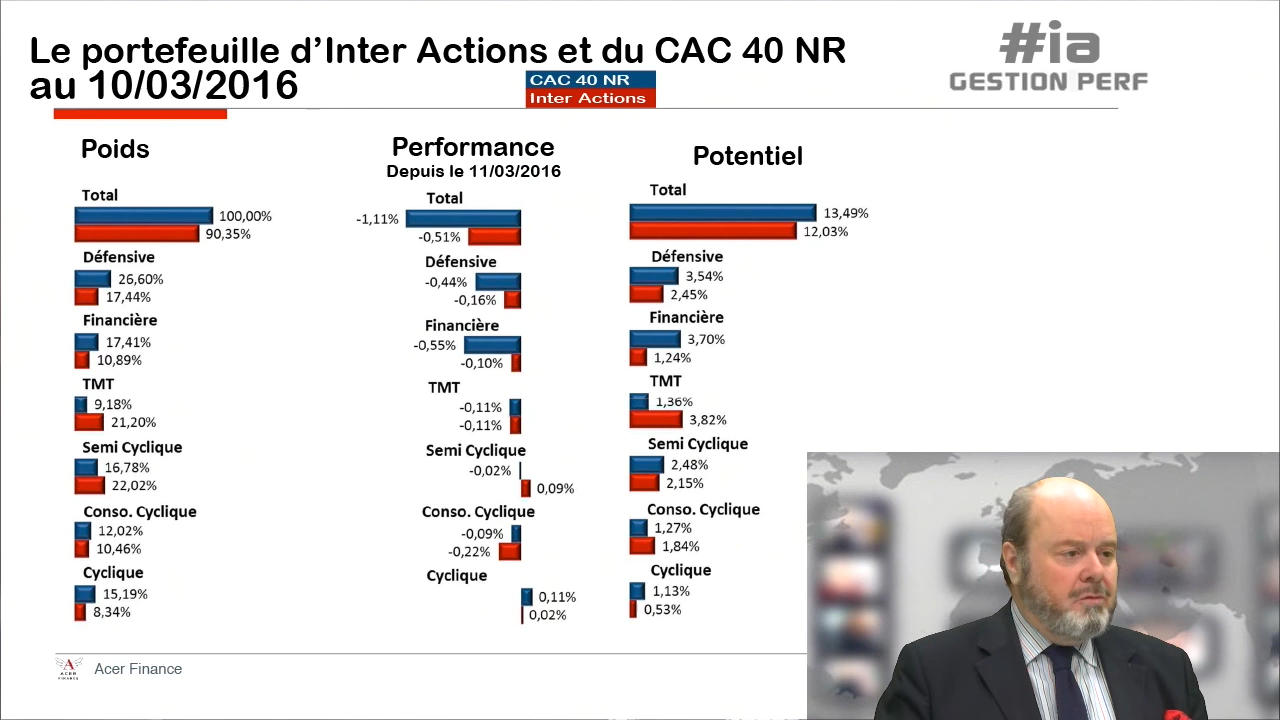 Le portefeuille d'Inter Actions et du CAC 40 NR
au 10/03/2016
CAC 40 NR
Inter Actions
#ia
GESTION PERF
Poids
Total
100,00%
90,35%
Défensive
26,60%
17,44%
Financière
17,41%
10,89%
TMT
9,18%
21,20%
Semi Cyclique
16,78%
22,02%
Conso. Cyclique
12,02%
10,46%
Cyclique
15,19%
8,34%
Performance
Depuis le 11/03/2016
Total
-1,11%
-0,51%
Défensive
-0,44%
-0,16%
Financière
-0,55%
-0,10%
TMT
-0,11%
-0,11%
Semi Cyclique
-0,02%
0,09%
Conso. Cyclique
-0,09%
-0,22%
Cyclique
0,11%
0,02%
Potentiel
Total
13,49%
12,03%
Défensive
3,54%
2,45%
Financière
3,70%
1,24%
TMT
1,36%
3,82%
Semi Cyclique
2,48%
2,15%
Conso. Cyclique
1,27%
1,84%
Cyclique
1,13%
0,53%
A
ACER
FINANCE
Acer Finance